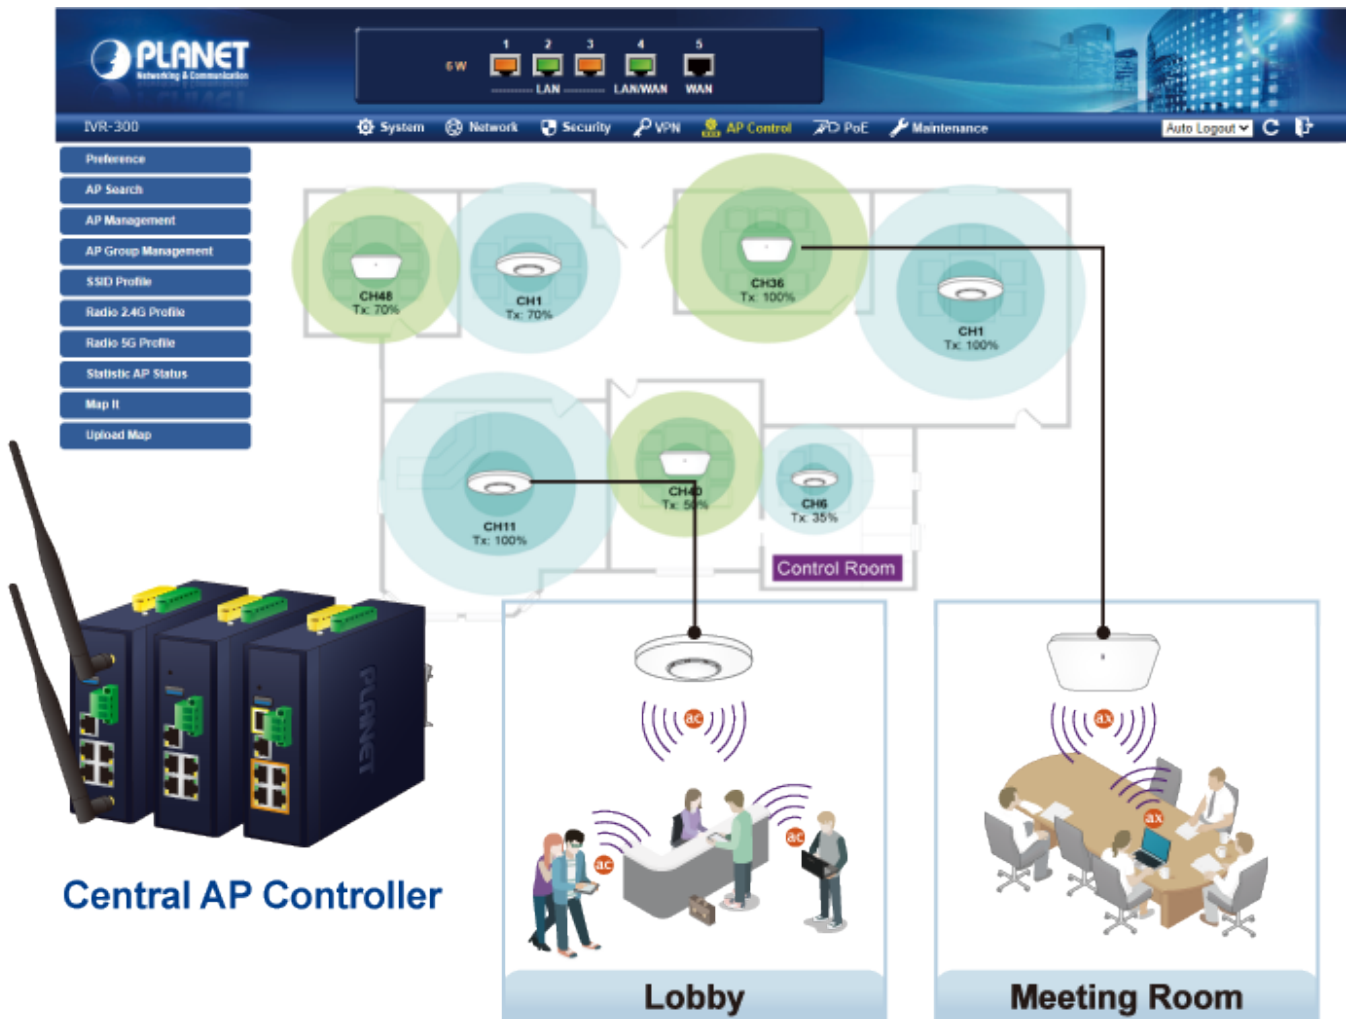 PLANET
Networking & Communication
6 W
1 2 3 4 5
LAN LAN/WAN WAN
IVR-300
System Network Security VPN AP Control PoE Maintenance
Auto Logout
Preference
AP Search
AP Management
AP Group Management
SSID Profile
Radio 2.4G Profile
Radio 5G Profile
Statistic AP Status
Map It
Upload Map
CH48
Tx: 70%
CH1
Tx: 70%
CH36
Tx: 100%
CH1
Tx: 100%
CH11
Tx: 100%
CH40
Tx: 50%
CH6
Tx: 35%
Control Room
PLANET
Central AP Controller
ac
ac
ac
Lobby
ax
ax
Meeting Room